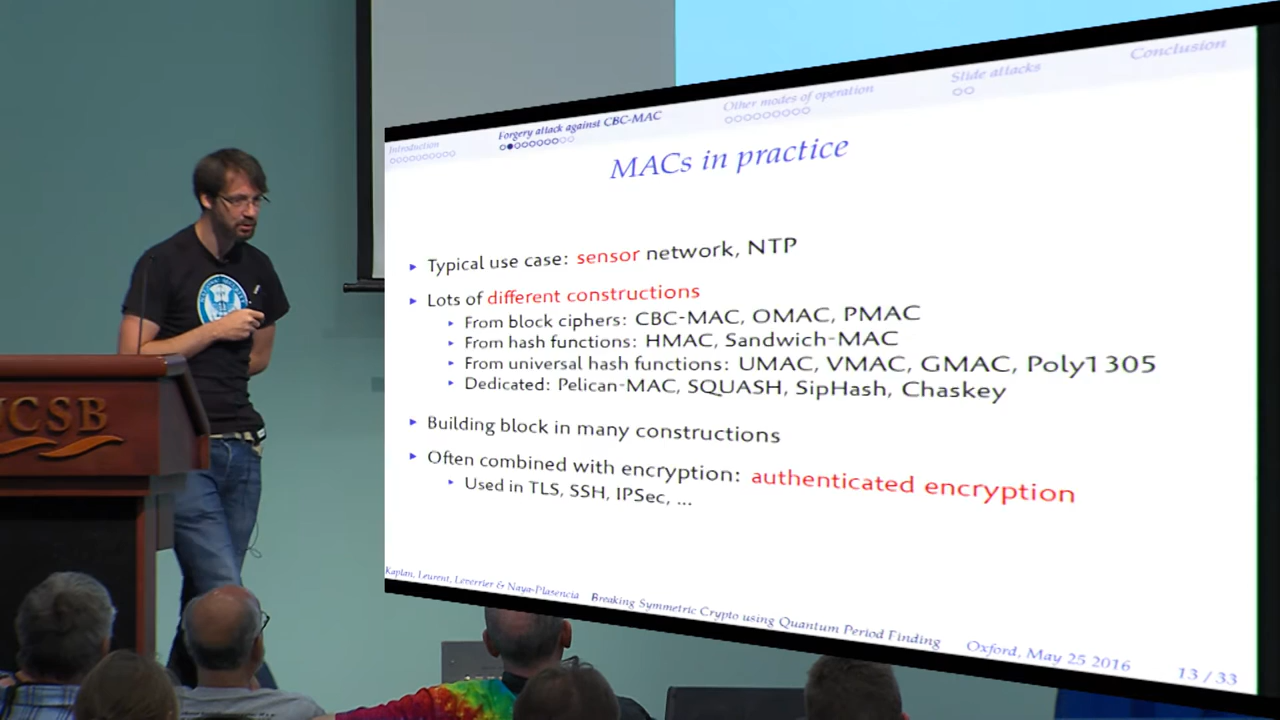 Introduction
Forgery attack against CBC-MAC
Other modes of operation
Slide attacks
Conclusion
MACs in practice
Typical use case: sensor network, NTP
Lots of different constructions
From block ciphers: CBC-MAC, OMAC, PMAC
From hash functions: HMAC, Sandwich-MAC
From universal hash functions: UMAC, VMAC, GMAC, Poly1305
Dedicated: Pelican-MAC, SQUASH, SipHash, Chaskey
Building block in many constructions
Often combined with encryption: authenticated encryption
Used in TLS, SSH, IPSec, ...
Kaplan, Leurent, Leverrier & Naya-Plasencia Breaking Symmetric Crypto using Quantum Period Finding Oxford, May 25 2016 13 / 33
UCSB